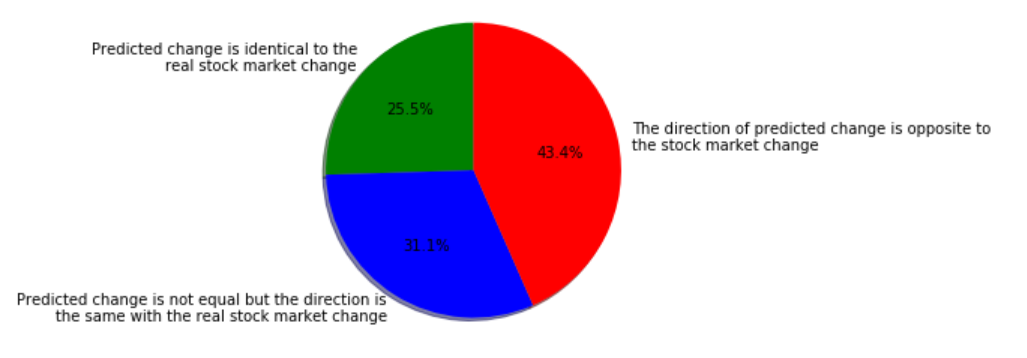 Predicted change is identical to the
real stock market change
25.5%
The direction of predicted change is opposite to
the stock market change
43.4%
31.1%
Predicted change is not equal but the direction is
the same with the real stock market change